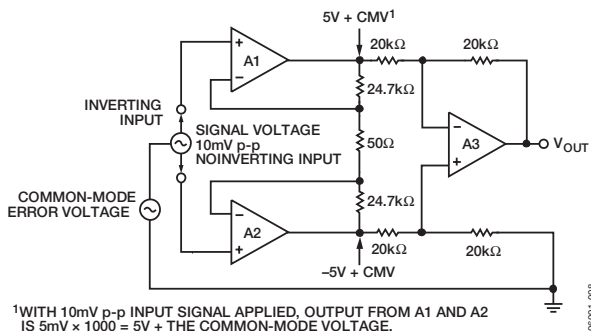 5V + CMV1
20kΩ
20kΩ
A1
24.7kΩ
INVERTING
INPUT
SIGNAL VOLTAGE
10mV p-p
NONINVERTING INPUT
50Ω
A3
VOUT
COMMON-MODE
ERROR VOLTAGE
24.7kΩ
A2
20kΩ
20kΩ
–5V + CMV
1WITH 10mV p-p INPUT SIGNAL APPLIED, OUTPUT FROM A1 AND A2
IS 5mV × 1000 = 5V + THE COMMON-MODE VOLTAGE.